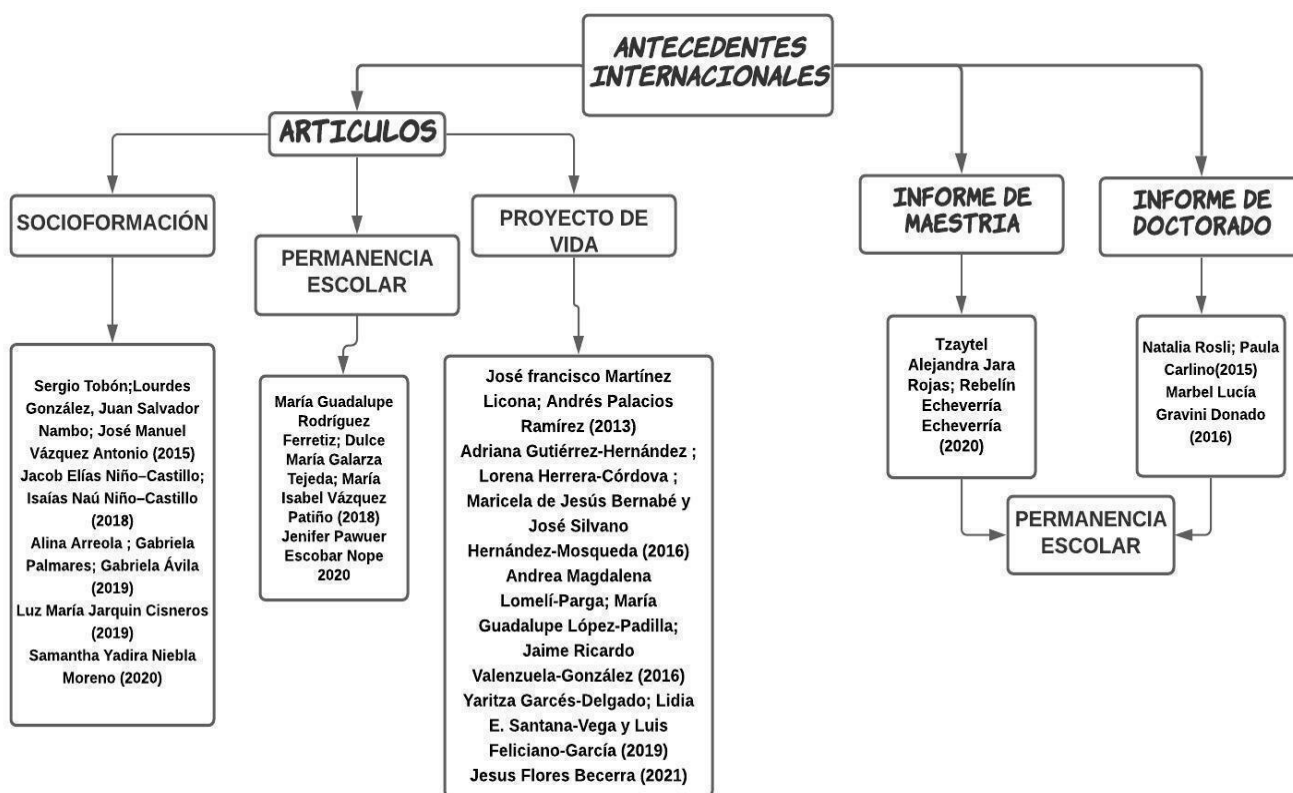 ANTECEDENTES
INTERNACIONALES
ARTICULOS
SOCIOFORMACIÓN
Sergio Tobón;Lourdes
González, Juan Salvador
Nambo; José Manuel
Vázquez Antonio (2015)
Jacob Elías Niño–Castillo;
Isaías Naú Niño–Castillo
(2018)
Alina Arreola ; Gabriela
Palmares; Gabriela Ávila
(2019)
Luz María Jarquin Cisneros
(2019)
Samantha Yadira Niebla
Moreno (2020)
PERMANENCIA
ESCOLAR
María Guadalupe
Rodríguez
Ferretiz; Dulce
María Galarza
Tejeda; María
Isabel Vázquez
Patiño (2018)
Jenifer Pawuer
Escobar Nope
2020
PROYECTO DE
VIDA
José francisco Martínez
Licona; Andrés Palacios
Ramírez (2013)
Adriana Gutiérrez-Hernández ;
Lorena Herrera-Córdova ;
Maricela de Jesús Bernabé y
José Silvano
Hernández-Mosqueda (2016)
Andrea Magdalena
Lomelí-Parga; María
Guadalupe López-Padilla;
Jaime Ricardo
Valenzuela-González (2016)
Yaritza Garcés-Delgado; Lidia
E. Santana-Vega y Luis
Feliciano-García (2019)
Jesus Flores Becerra (2021)
INFORME DE
MAESTRIA
Tzaytel
Alejandra Jara
Rojas; Rebelín
Echeverría
Echeverría
(2020)
INFORME DE
DOCTORADO
Natalia Rosli; Paula
Carlino(2015)
Marbel Lucía
Gravini Donado
(2016)
PERMANENCIA
ESCOLAR